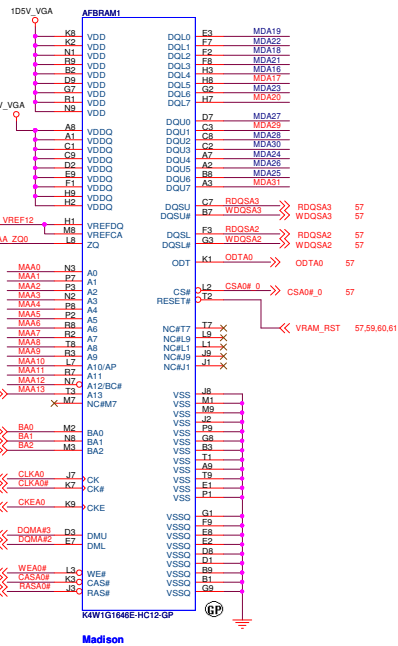 1D5V_VGA
AFBRAM1
K8 VDD DQL0 E3 MDA19
K2 VDD DQL1 F7 MDA22
N1 VDD DQL2 F2 MDA18
R9 VDD DQL3 F8 MDA21
B2 VDD DQL4 H3 MDA16
D9 VDD DQL5 H8 MDA17
G7 VDD DQL6 G2 MDA23
R1 VDD DQL7 H7 MDA20
N9 VDD
V_VGA
DQU0 D7 MDA27
A8 VDDQ DQU1 C3 MDA29
A1 VDDQ DQU2 C8 MDA28
C1 VDDQ DQU3 C2 MDA30
C9 VDDQ DQU4 A7 MDA24
D2 VDDQ DQU5 A2 MDA26
E9 VDDQ DQU6 B8 MDA25
F1 VDDQ DQU7 A3 MDA31
H9 VDDQ
H2 VDDQ DQSU C7 RDQSA3 RDQSA3 57
DQSU# B7 WDQSA3 WDQSA3 57
VREF12 H1 VREFDQ
M8 VREFCA DQSL F3 RDQSA2 RDQSA2 57
AA_ZQ0 L8 ZQ DQSL# G3 WDQSA2 WDQSA2 57
ODT K1 ODTA0 ODTA0 57
MAA0 N3 A0
MAA1 P7 A1
MAA2 P3 A2 CS# L2 CSA0#_0 CSA0#_0 57
MAA3 N2 A3 RESET# T2
MAA4 P8 A4
MAA5 P2 A5
MAA6 R8 A6 NC#T7 T7 VRAM_RST 57,59,60,61
MAA7 R2 A7 NC#L9 L9
MAA8 T8 A8 NC#L1 L1
MAA9 R3 A9 NC#J9 J9
MAA10 L7 A10/AP NC#J1 J1
MAA11 R7 A11
MAA12 N7 A12/BC#
MAA13 T3 A13 VSS J8
M7 NC#M7 VSS M1
VSS M9
VSS J2
BA0 M2 BA0 VSS P9
BA1 N8 BA1 VSS G8
BA2 M3 BA2 VSS B3
VSS T1
VSS A9
CLKA0 J7 CK VSS T9
CLKA0# K7 CK# VSS E1
VSS P1
CKEA0 K9 CKE
VSSQ G1
VSSQ F9
DQMA#3 D3 DMU VSSQ E8
DQMA#2 E7 DML VSSQ E2
VSSQ D8
VSSQ D1
WEA0# L3 WE# VSSQ B9
CASA0# K3 CAS# VSSQ B1
RASA0# J3 RAS# VSSQ G9
GP
K4W1G1646E-HC12-GP
Madison